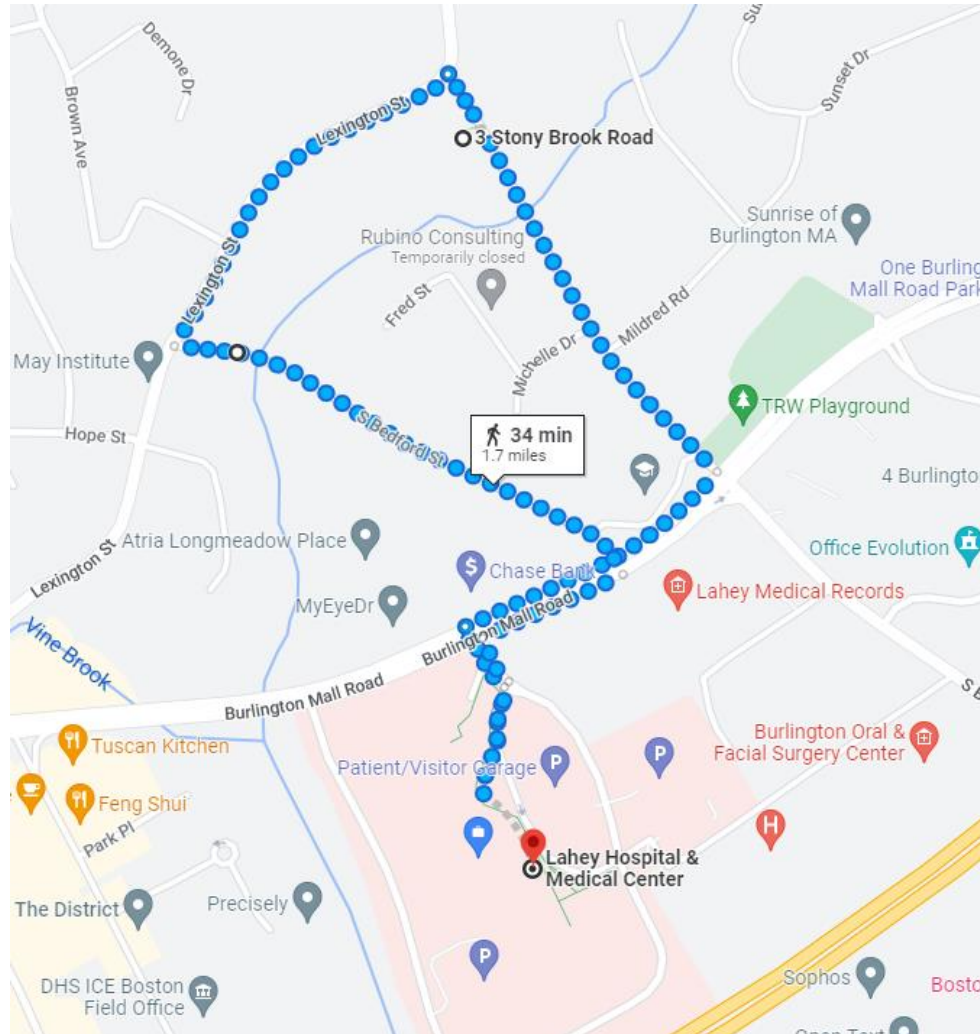 Demone Dr
Brown Ave
Lexington St
3 Stony Brook Road
Sunset Dr
Sunrise of
Burlington MA
Rubino Consulting
Temporarily closed
One Burling
Mall Road Park
Lexington St
Fred St
Mildred Rd
Michelle Dr
May Institute
TRW Playground
Hope St
S Bedford St
34 min
1.7 miles
4 Burlingto
Lexington St
Atria Longmeadow Place
Office Evolution
Chase Bank
Lahey Medical Records
MyEyeDr
Burlington Mall Road
Vine Brook
Burlington Mall Road
S B
Tuscan Kitchen
Burlington Oral &
Facial Surgery Center
Patient/Visitor Garage
P
P
Feng Shui
Park Pl
H
Lahey Hospital &
Medical Center
The District
Precisely
P
DHS ICE Boston
Field Office
Sophos
Bosto